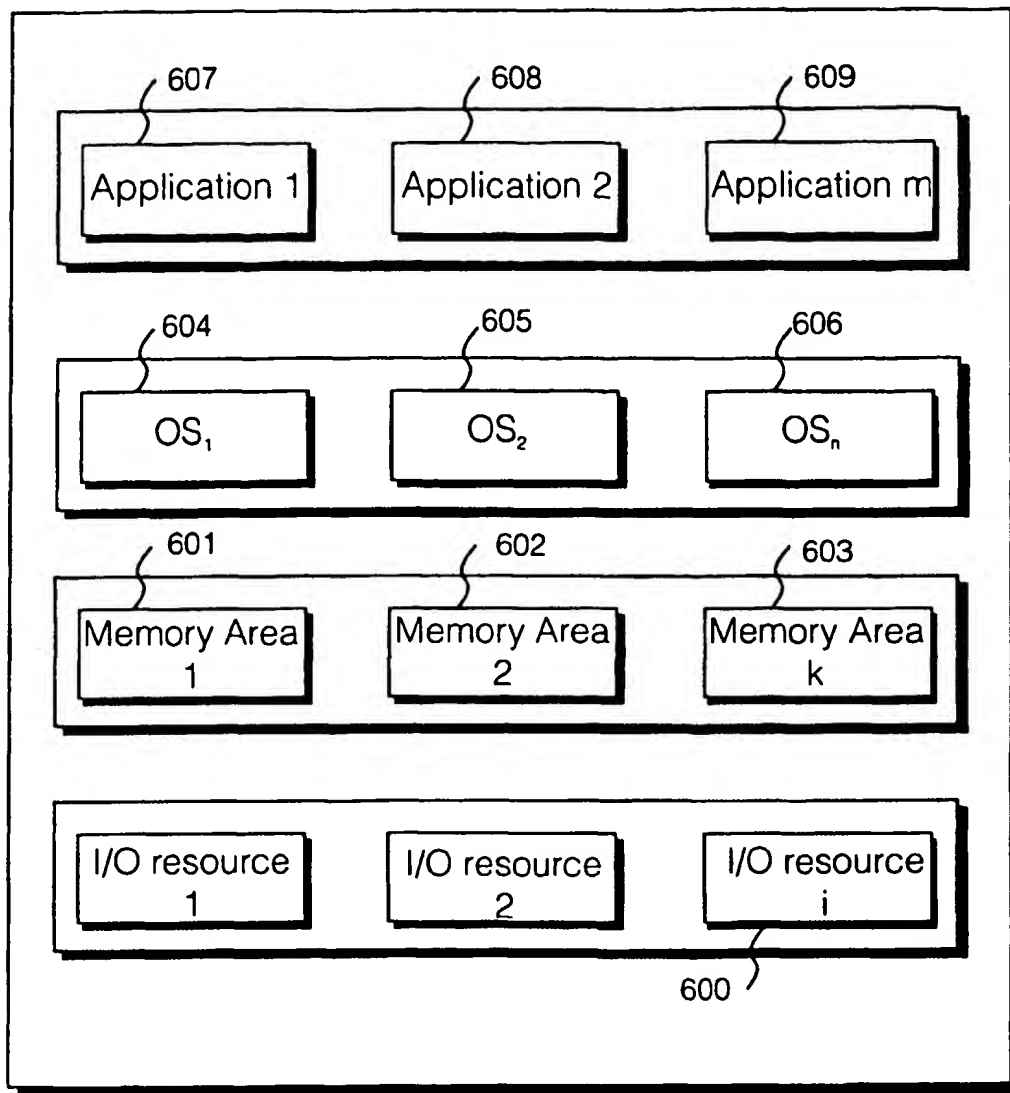 607 608 609
Application 1 Application 2 Application m
604 605 606
OS₁ OS₂ OSₙ
601 602 603
Memory Area Memory Area Memory Area
1 2 k
I/O resource I/O resource I/O resource
1 2 i
600